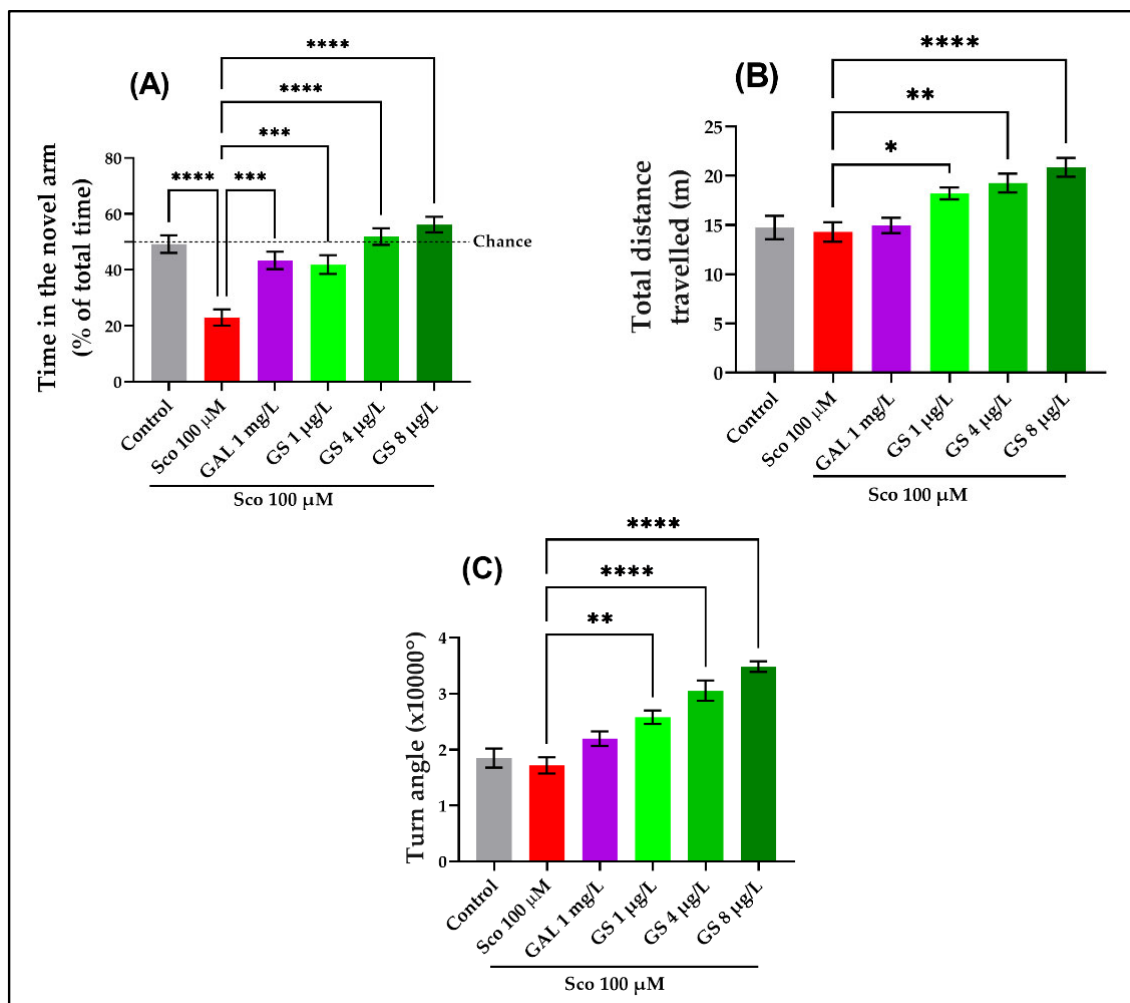 (A)
****
****
***
**** ***
Time in the novel arm
(% of total time)
80
60
40
20
0
Chance
Control
Sco 100 μM
GAL 1 mg/L
GS 1 μg/L
GS 4 μg/L
GS 8 μg/L
Sco 100 μM
(B)
****
**
*
Total distance
travelled (m)
25
20
15
10
5
0
Control
Sco 100 μM
GAL 1 mg/L
GS 1 μg/L
GS 4 μg/L
GS 8 μg/L
Sco 100 μM
(C)
****
****
**
Turn angle (x10000°)
4
3
2
1
0
Control
Sco 100 μM
GAL 1 mg/L
GS 1 μg/L
GS 4 μg/L
GS 8 μg/L
Sco 100 μM